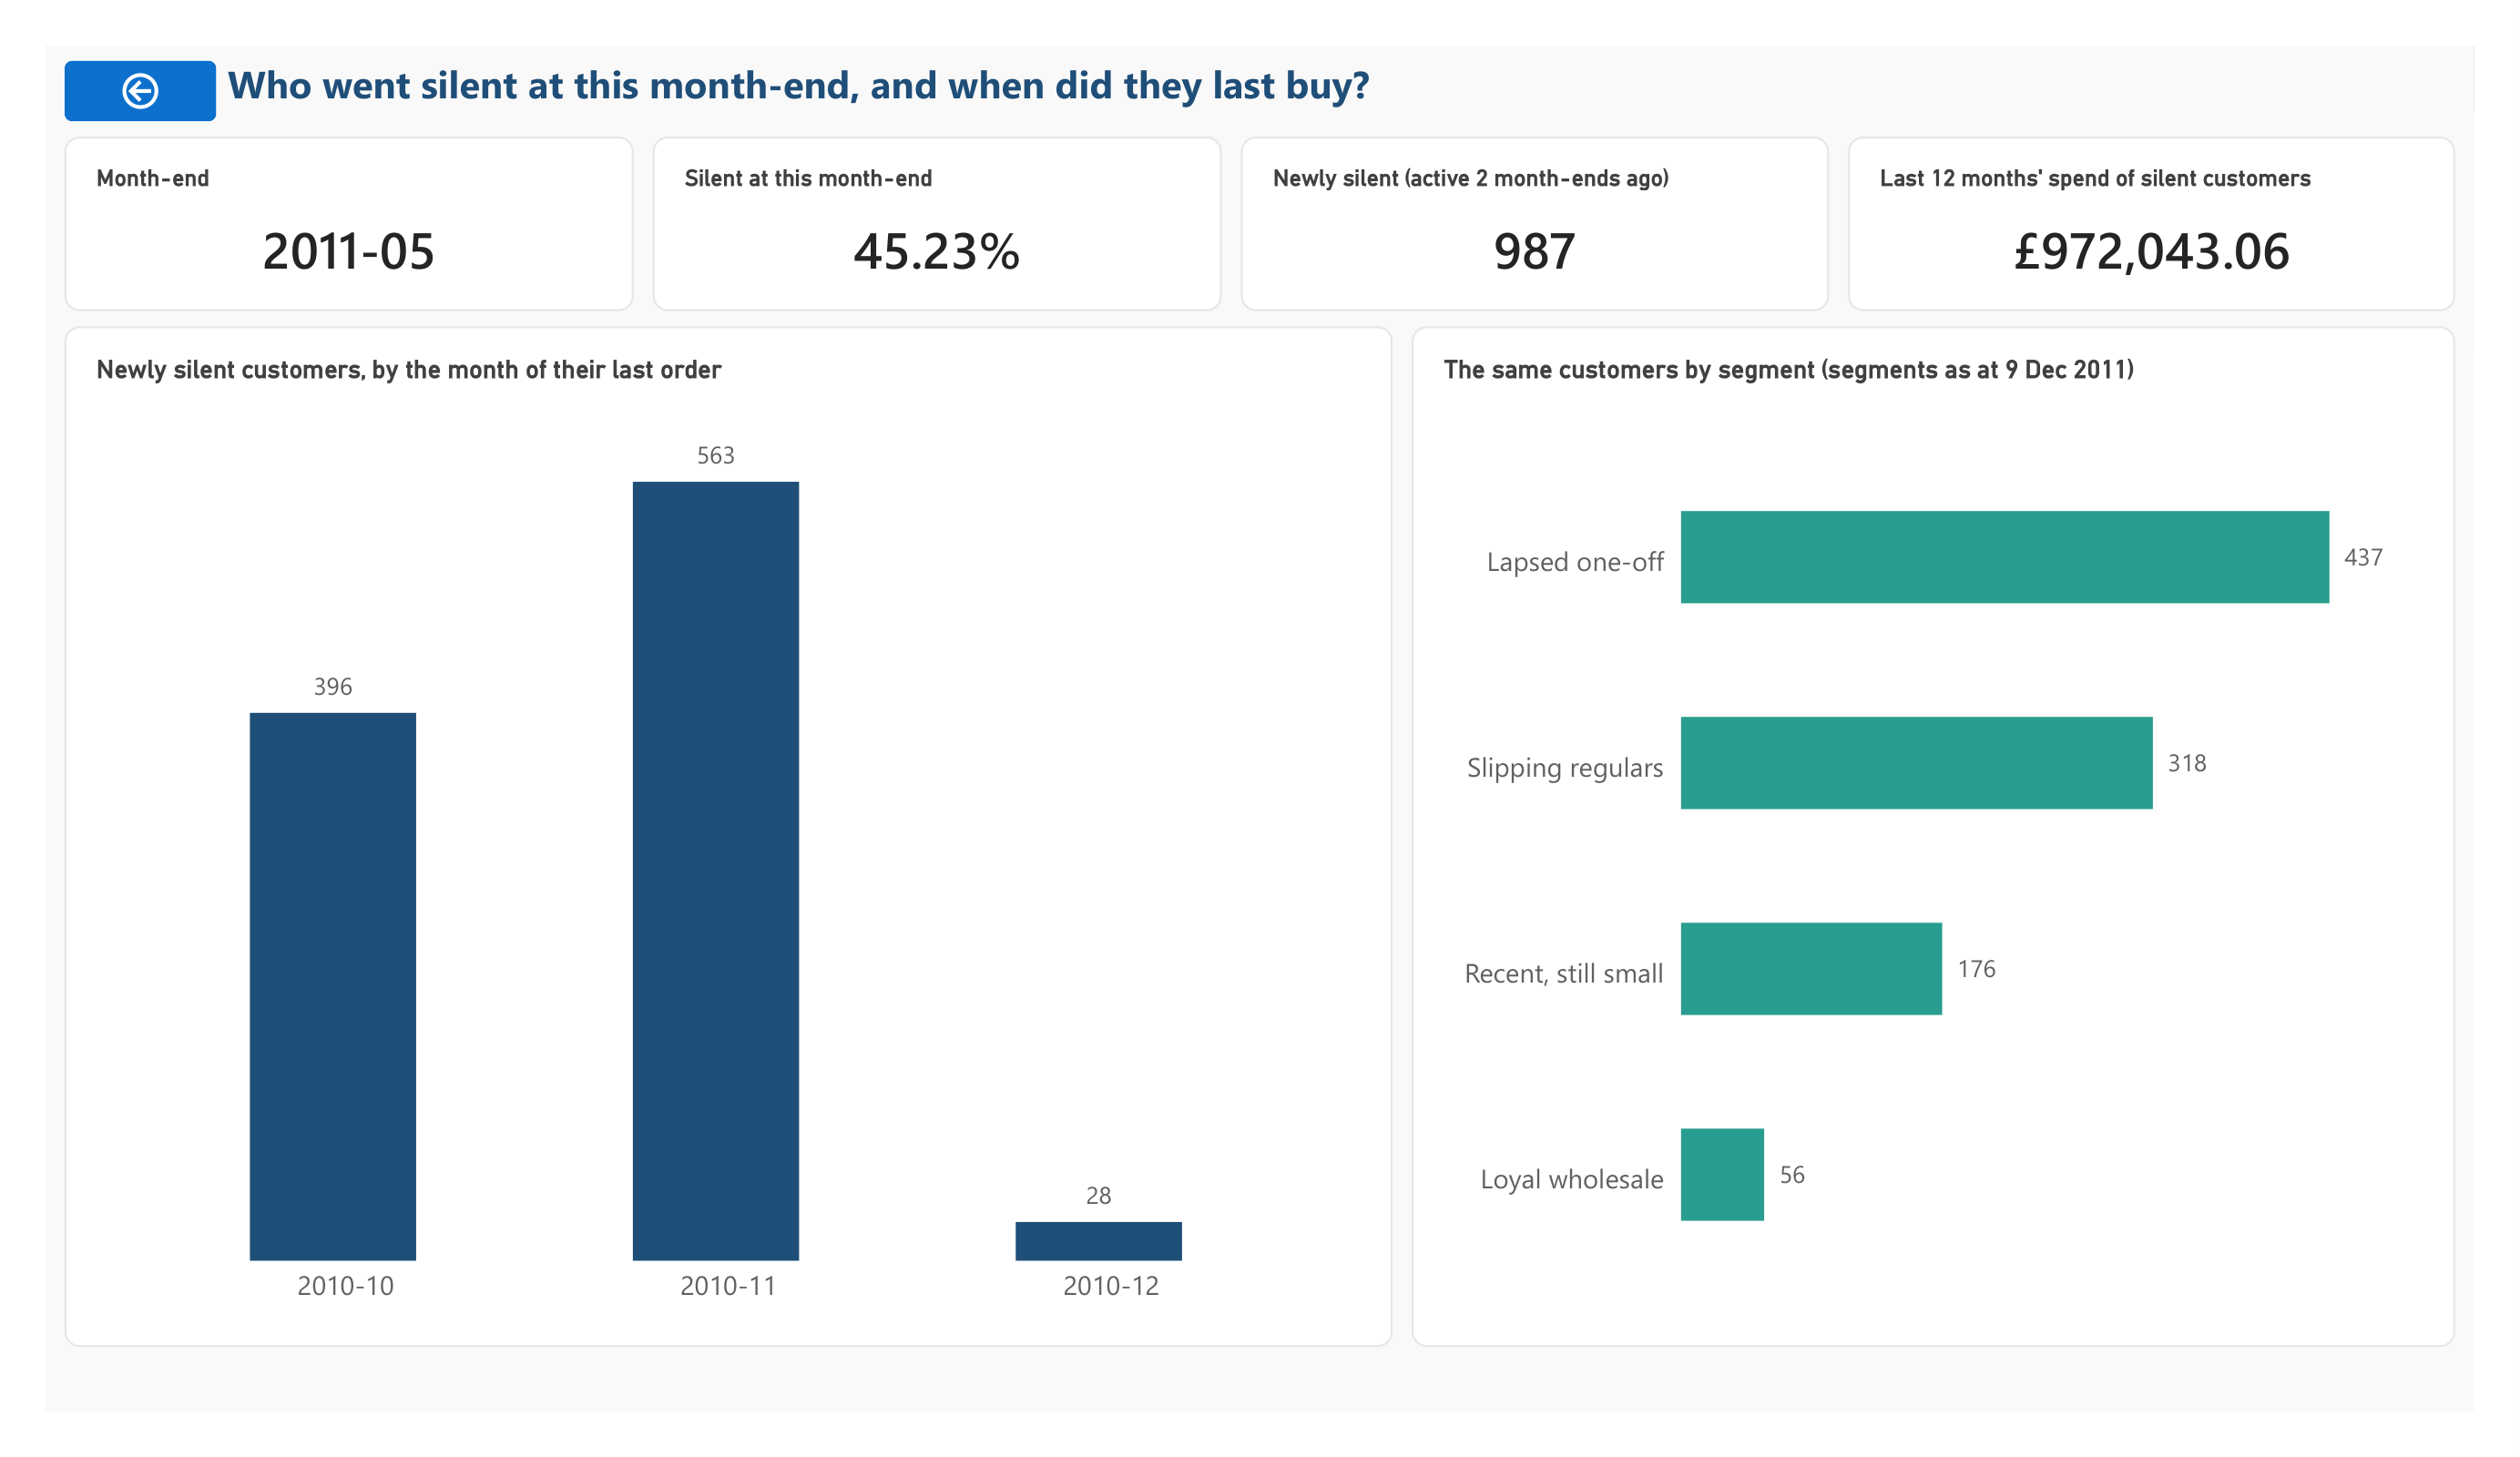 Who went silent at this month-end, and when did they last buy?
Month-end
2011-05
Silent at this month-end
45.23%
Newly silent (active 2 month-ends ago)
987
Last 12 months' spend of silent customers
£972,043.06
Newly silent customers, by the month of their last order
396
563
28
2010-10
2010-11
2010-12
The same customers by segment (segments as at 9 Dec 2011)
Lapsed one-off
437
Slipping regulars
318
Recent, still small
176
Loyal wholesale
56